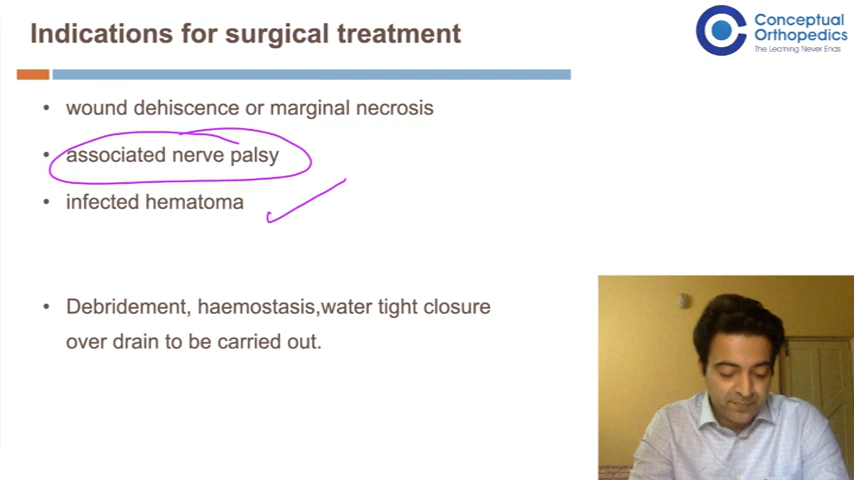 Indications for surgical treatment
Conceptual
Orthopedics
The Learning Never Ends
• wound dehiscence or marginal necrosis
• associated nerve palsy
• infected hematoma
• Debridement, haemostasis,water tight closure
over drain to be carried out.